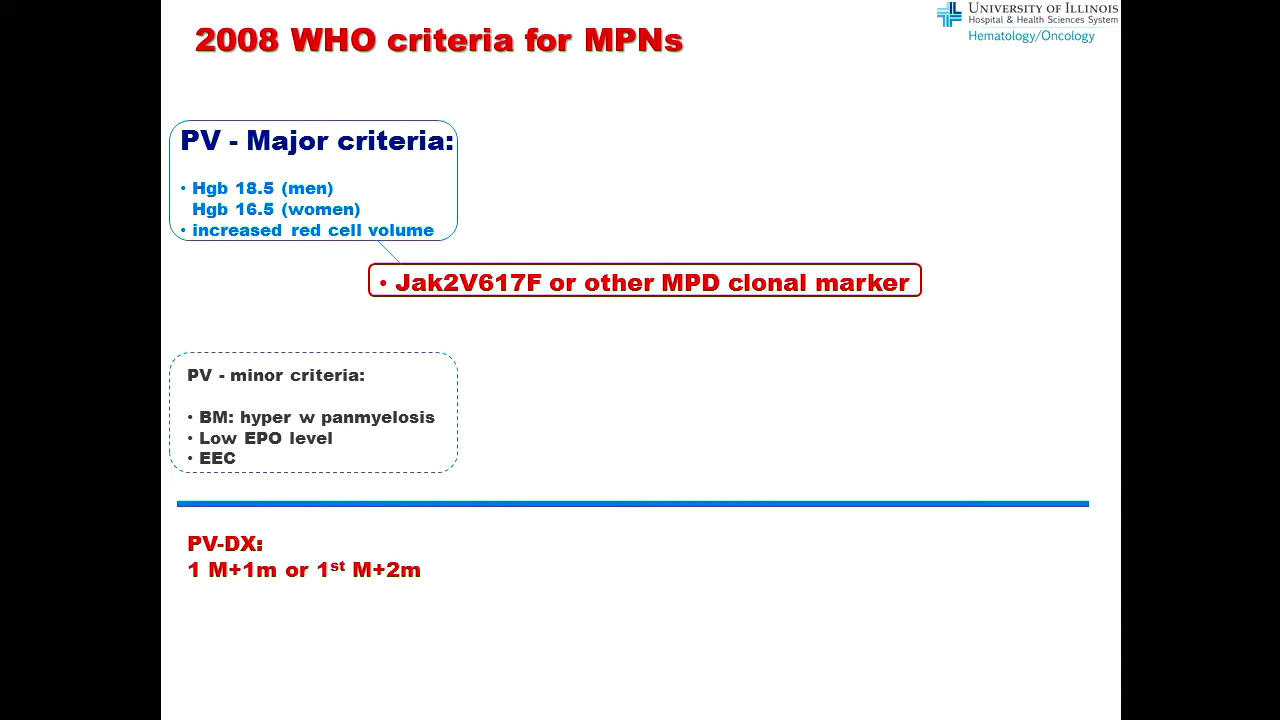 UNIVERSITY OF ILLINOIS
Hospital & Health Sciences System
Hematology/Oncology
2008 WHO criteria for MPNs
PV - Major criteria:
• Hgb 18.5 (men)
Hgb 16.5 (women)
• increased red cell volume
• Jak2V617F or other MPD clonal marker
PV - minor criteria:
• BM: hyper w panmyelosis
• Low EPO level
• EEC
PV-DX:
1 M+1m or 1st M+2m